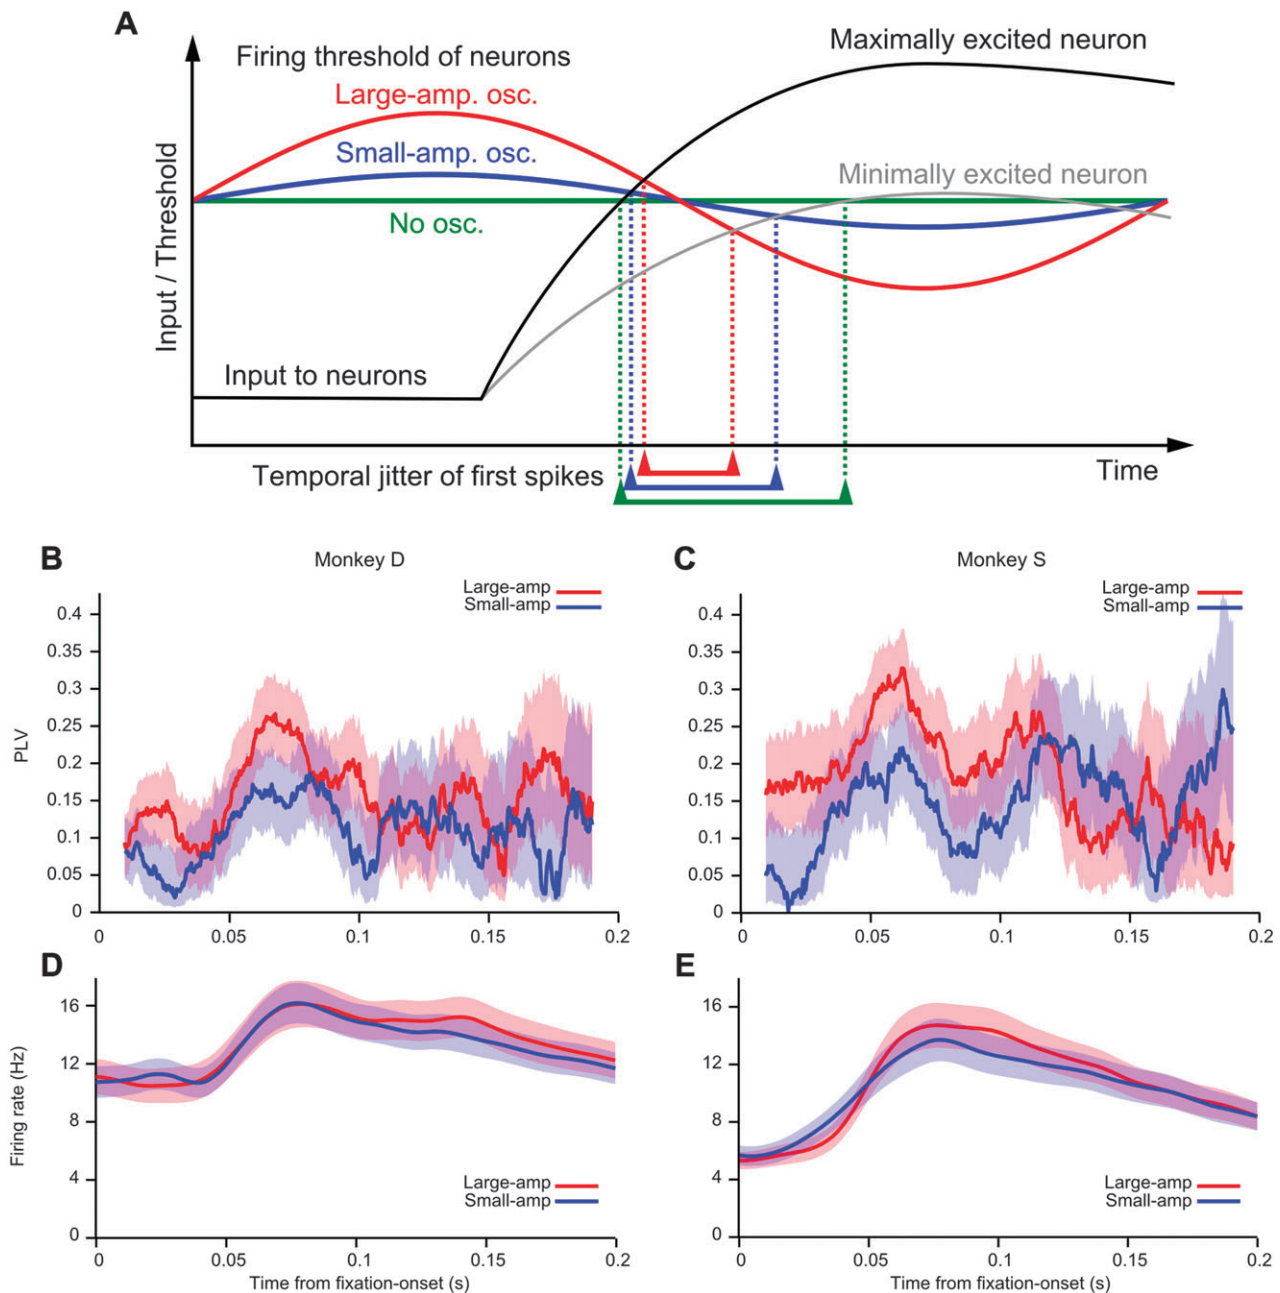 A
Firing threshold of neurons
Maximally excited neuron
Large-amp. osc.
Small-amp. osc.
Minimally excited neuron
No osc.
Input / Threshold
Input to neurons
Temporal jitter of first spikes
Time
B
Monkey D
Large-amp
Small-amp
0.4
0.35
0.3
0.25
0.2
0.15
0.1
0.05
0
PLV
0
0.05
0.1
0.15
0.2
C
Monkey S
Large-amp
Small-amp
0.4
0.35
0.3
0.25
0.2
0.15
0.1
0.05
0
0
0.05
0.1
0.15
0.2
D
16
12
8
4
0
Firing rate (Hz)
Large-amp
Small-amp
0
0.05
0.1
0.15
0.2
Time from fixation-onset (s)
E
16
12
8
4
0
Large-amp
Small-amp
0
0.05
0.1
0.15
0.2
Time from fixation-onset (s)